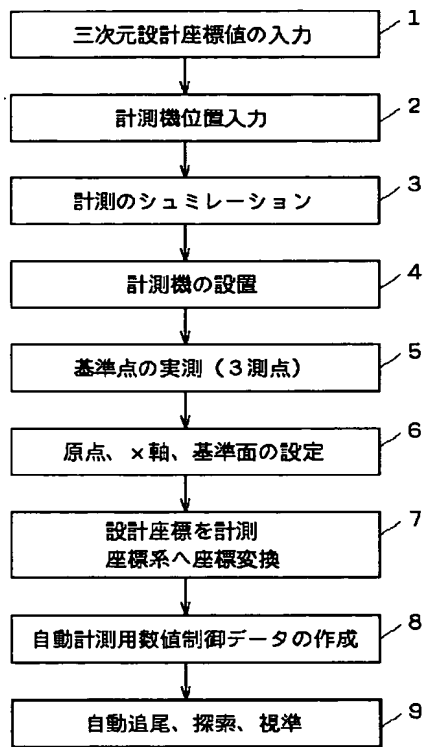 三次元設計座標値の入力
1
計測機位置入力
2
計測のシュミレーション
3
計測機の設置
4
基準点の実測(3測点)
5
原点、x軸、基準面の設定
6
設計座標を計測
座標系へ座標変換
7
自動計測用数値制御データの作成
8
自動追尾、探索、視準
9